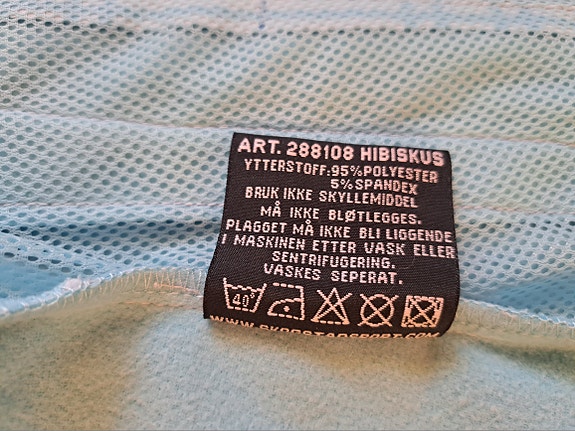 ART. 288108 HIBISKUS
YTTERSTOFF:95%POLYESTER
5%SPANDEX
BRUK IKKE SKYLLEMIDDEL
MÅ IKKE BLØTLEGGES.
PLAGGET MÅ IKKE BLI LIGGENDE
I MASKINEN ETTER VASK ELLER
SENTRIFUGERING.
VASKES SEPERAT.
40°